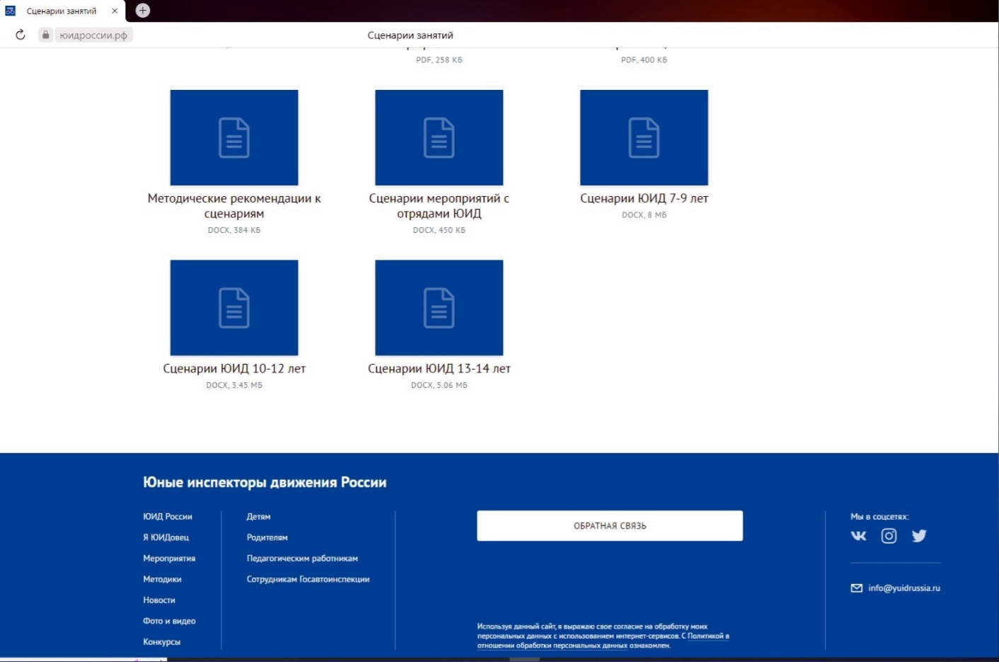 Сценарии занятий
юидроссии.рф
Сценарии занятий
PDF, 258 КБ
PDF, 400 КБ
Методические рекомендации к
сценариям
DOCX, 384 КБ
Сценарии мероприятий с
отрядами ЮИД
DOCX, 450 КБ
Сценарии ЮИД 7-9 лет
DOCX, 8 МБ
Сценарии ЮИД 10-12 лет
DOCX, 3.45 МБ
Сценарии ЮИД 13-14 лет
DOCX, 5.06 МБ
Юные инспекторы движения России
ЮИД России
Я ЮИДовец
Мероприятия
Методики
Новости
Фото и видео
Конкурсы
Детям
Родителям
Педагогическим работникам
Сотрудникам Госавтоинспекции
ОБРАТНАЯ СВЯЗЬ
Используя данный сайт, я выражаю свое согласие на обработку моих
персональных данных с использованием интернет-сервисов. С Политикой в
отношении обработки персональных данных ознакомлен.
Мы в соцсетях:
info@yuidrussia.ru